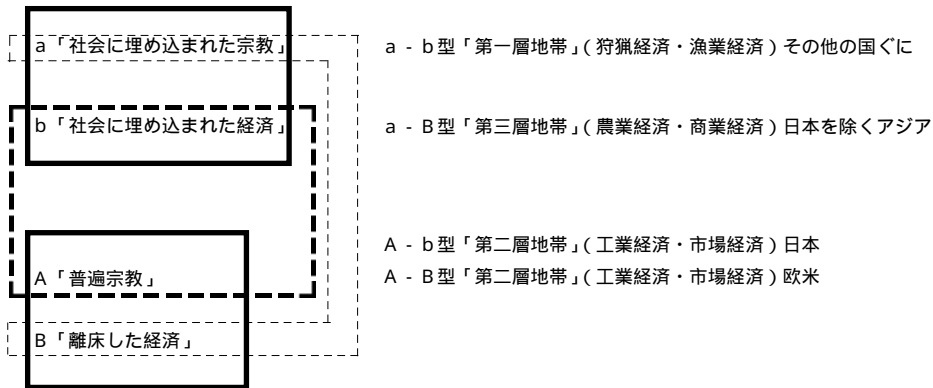 a「社会に埋め込まれた宗教」
a - b型「第一層地帯」(狩猟経済・漁業経済)その他の国ぐに
b「社会に埋め込まれた経済」
a - B型「第三層地帯」(農業経済・商業経済)日本を除くアジア
A - b型「第二層地帯」(工業経済・市場経済)日本
A「普遍宗教」
A - B型「第二層地帯」(工業経済・市場経済)欧米
B「離床した経済」